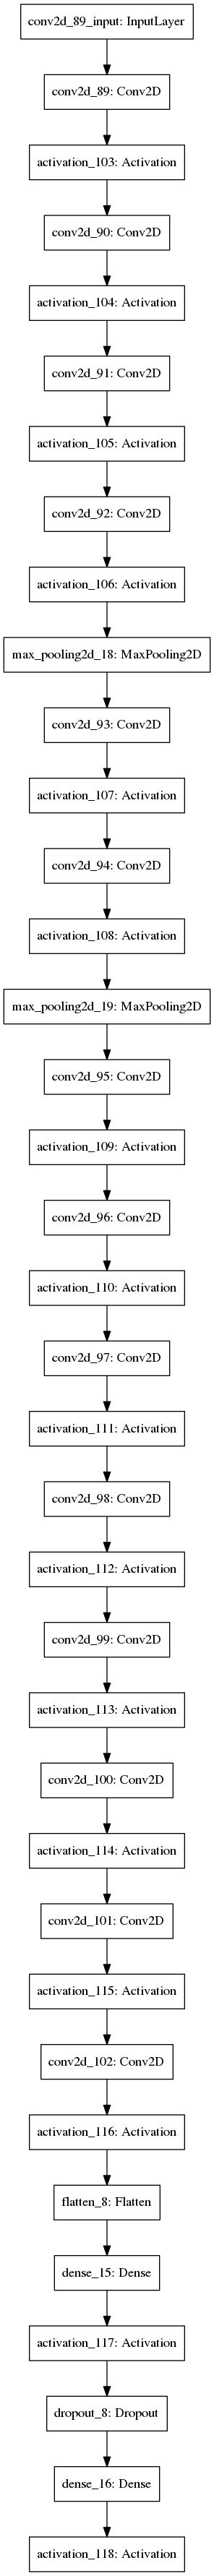 conv2d_89_input: InputLayer
conv2d_89: Conv2D
activation_103: Activation
conv2d_90: Conv2D
activation_104: Activation
conv2d_91: Conv2D
activation_105: Activation
conv2d_92: Conv2D
activation_106: Activation
max_pooling2d_18: MaxPooling2D
conv2d_93: Conv2D
activation_107: Activation
conv2d_94: Conv2D
activation_108: Activation
max_pooling2d_19: MaxPooling2D
conv2d_95: Conv2D
activation_109: Activation
conv2d_96: Conv2D
activation_110: Activation
conv2d_97: Conv2D
activation_111: Activation
conv2d_98: Conv2D
activation_112: Activation
conv2d_99: Conv2D
activation_113: Activation
conv2d_100: Conv2D
activation_114: Activation
conv2d_101: Conv2D
activation_115: Activation
conv2d_102: Conv2D
activation_116: Activation
flatten_8: Flatten
dense_15: Dense
activation_117: Activation
dropout_8: Dropout
dense_16: Dense
activation_118: Activation